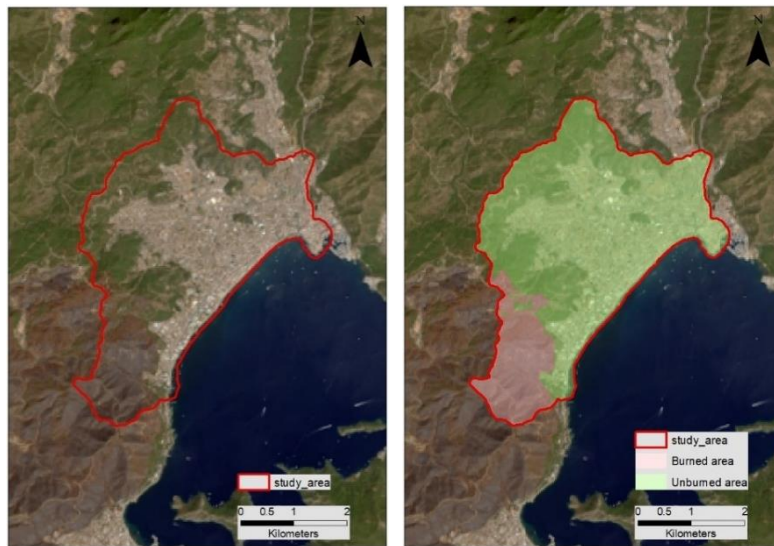 N
study_area
0 0.5 1 2
Kilometers
N
study_area
Burned area
Unburned area
0 0.5 1 2
Kilometers